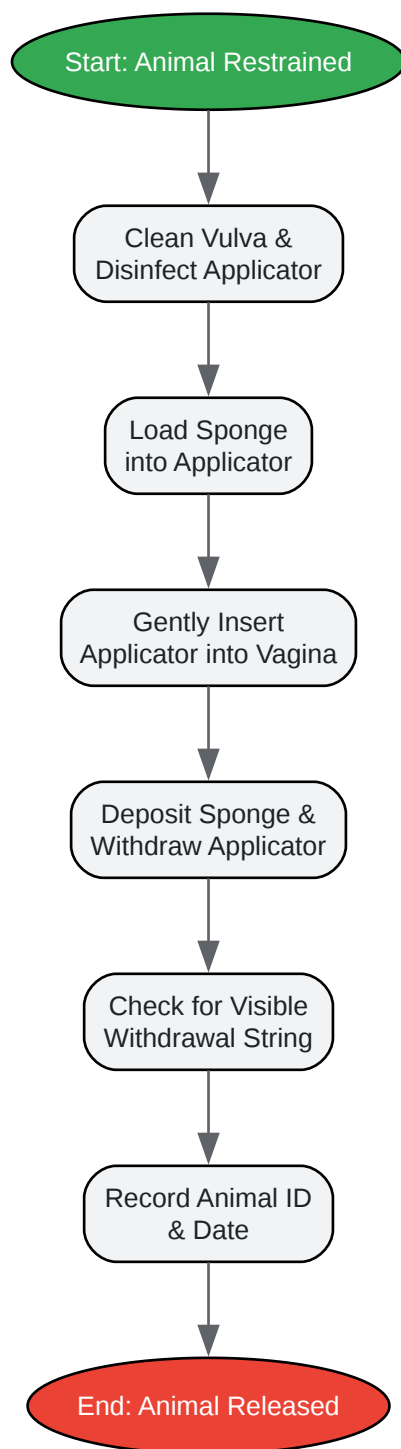 Start: Animal Restrained
Clean Vulva &
Disinfect Applicator
Load Sponge
into Applicator
Gently Insert
Applicator into Vagina
Deposit Sponge &
Withdraw Applicator
Check for Visible
Withdrawal String
Record Animal ID
& Date
End: Animal Released